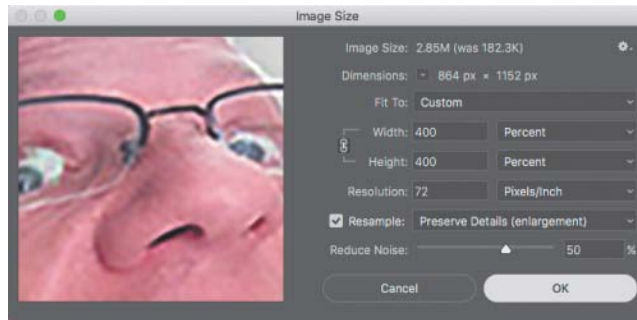 Image Size
Image Size: 2.85M (was 182.3K)
Dimensions: 864 px × 1152 px
Fit To: Custom
Width: 400 Percent
Height: 400 Percent
Resolution: 72 Pixels/Inch
Resample: Preserve Details (enlargement)
Reduce Noise: 50 %
Cancel OK